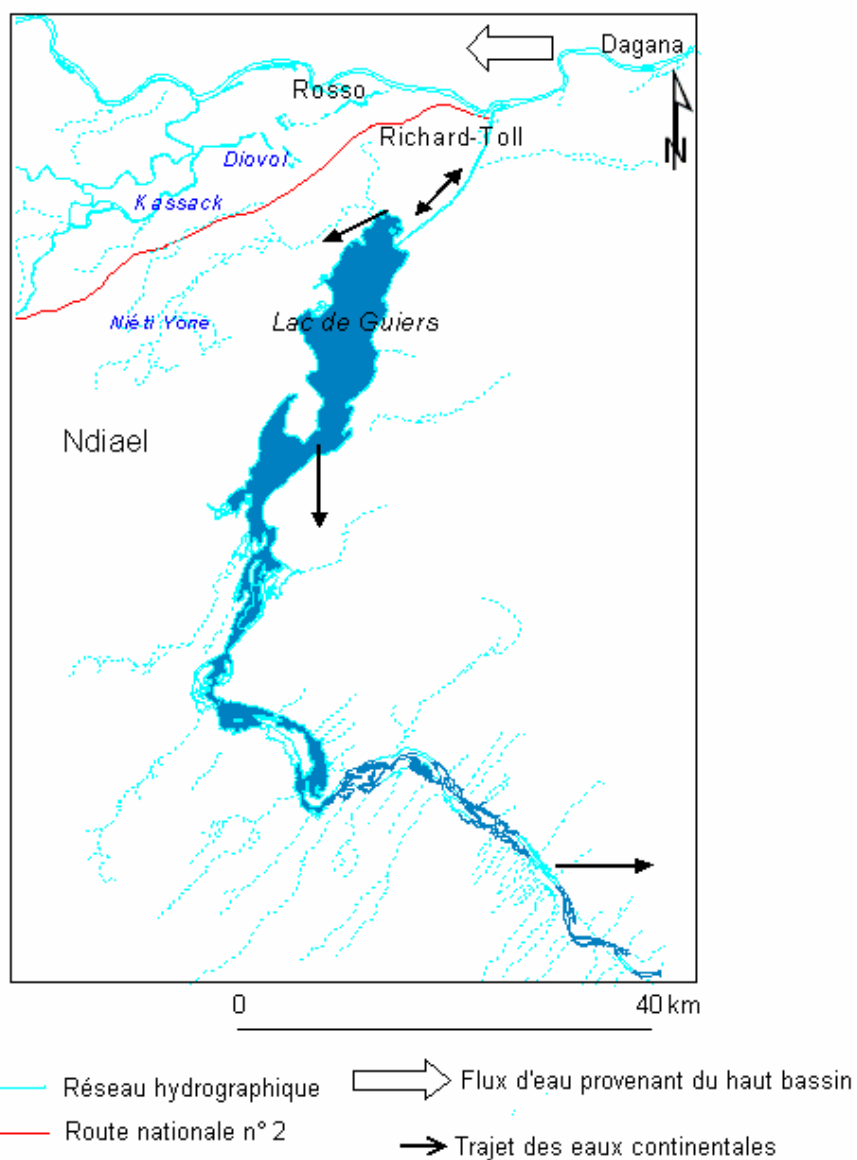 Dagana
Rosso
Richard-Toll
N
Diovol
Kassack
Niéti Yone
Lac de Guiers
Ndiael
0 40 km
Réseau hydrographique
Flux d'eau provenant du haut bassin
Route nationale n° 2
Trajet des eaux continentales